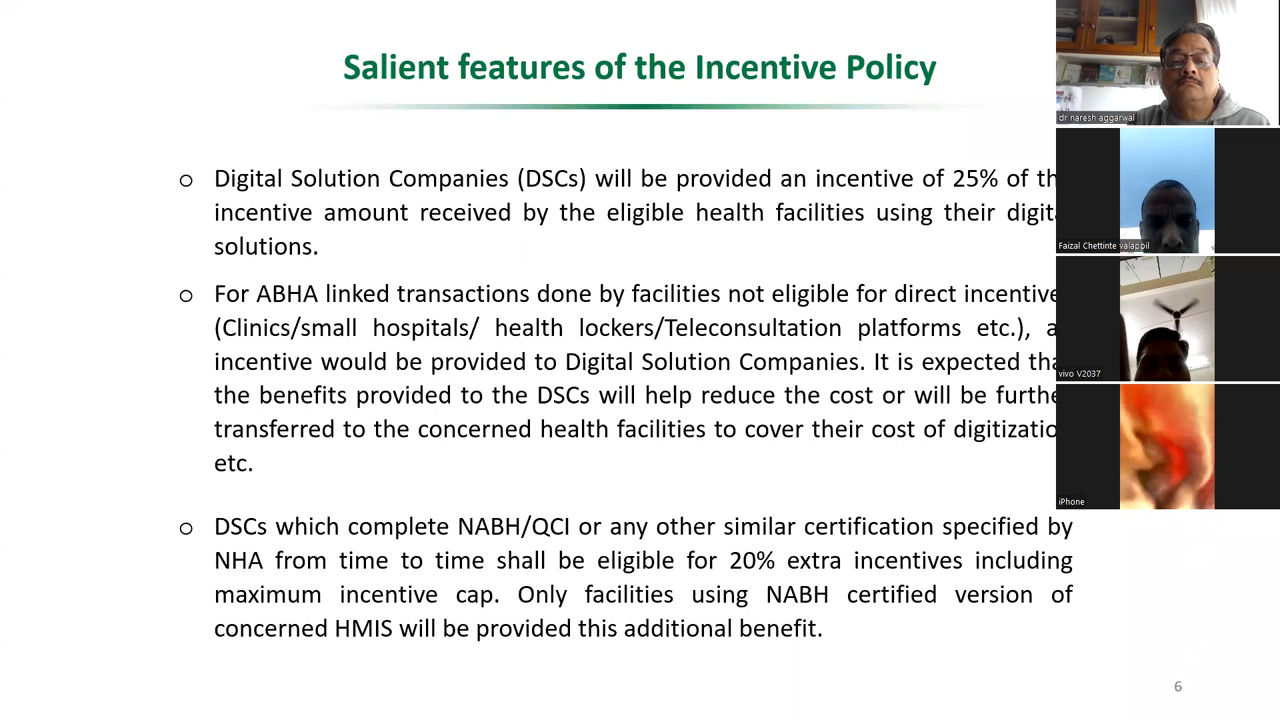 Salient features of the Incentive Policy
o Digital Solution Companies (DSCs) will be provided an incentive of 25% of
incentive amount received by the eligible health facilities using their
solutions.
o For ABHA linked transactions done by facilities not eligible for direct
(Clinics/small hospitals/ health lockers/Teleconsultation platforms etc.),
incentive would be provided to Digital Solution Companies. It is expected
the benefits provided to the DSCs will help reduce the cost or will be
transferred to the concerned health facilities to cover their cost of
etc.
o DSCs which complete NABH/QCI or any other similar certification specified by
NHA from time to time shall be eligible for 20% extra incentives including
maximum incentive cap. Only facilities using NABH certified version of
concerned HMIS will be provided this additional benefit.
6
dr naresh aggarwal
Faizal Chettinte valappil
vivo V2037
iPhone